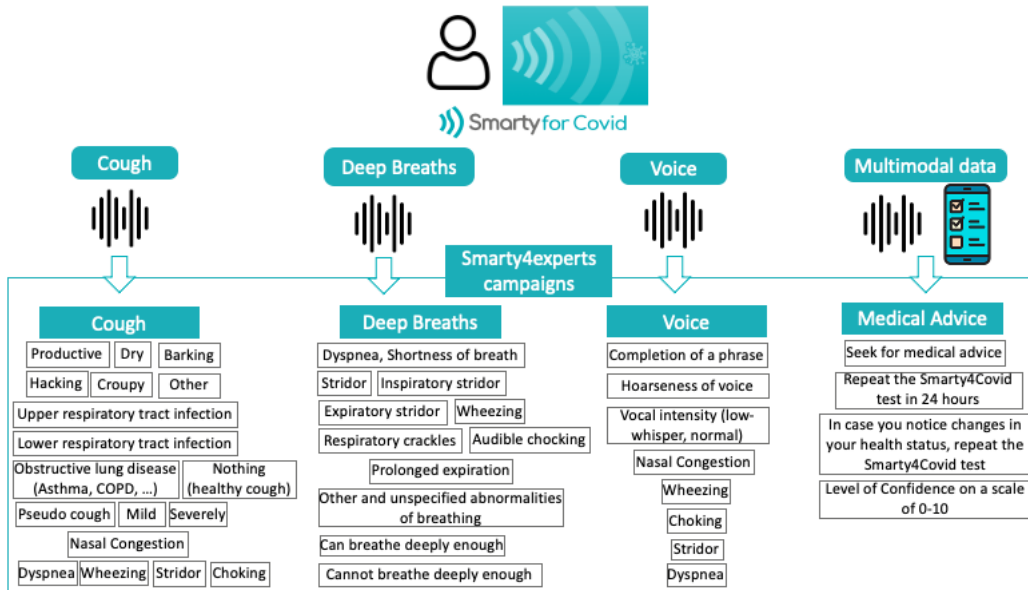 Smarty for Covid
Cough
Deep Breaths
Voice
Multimodal data
Smarty4experts
campaigns
Cough
Productive
Dry
Barking
Hacking
Croupy
Other
Upper respiratory tract infection
Lower respiratory tract infection
Obstructive lung disease
(Asthma, COPD, ...)
Nothing
(healthy cough)
Pseudo cough
Mild
Severely
Nasal Congestion
Dyspnea
Wheezing
Stridor
Choking
Deep Breaths
Dyspnea, Shortness of breath
Stridor
Inspiratory stridor
Expiratory stridor
Wheezing
Respiratory crackles
Audible chocking
Prolonged expiration
Other and unspecified abnormalities
of breathing
Can breathe deeply enough
Cannot breathe deeply enough
Voice
Completion of a phrase
Hoarseness of voice
Vocal intensity (low-
whisper, normal)
Nasal Congestion
Wheezing
Choking
Stridor
Dyspnea
Medical Advice
Seek for medical advice
Repeat the Smarty4Covid
test in 24 hours
In case you notice changes in
your health status, repeat the
Smarty4Covid test
Level of Confidence on a scale
of 0-10